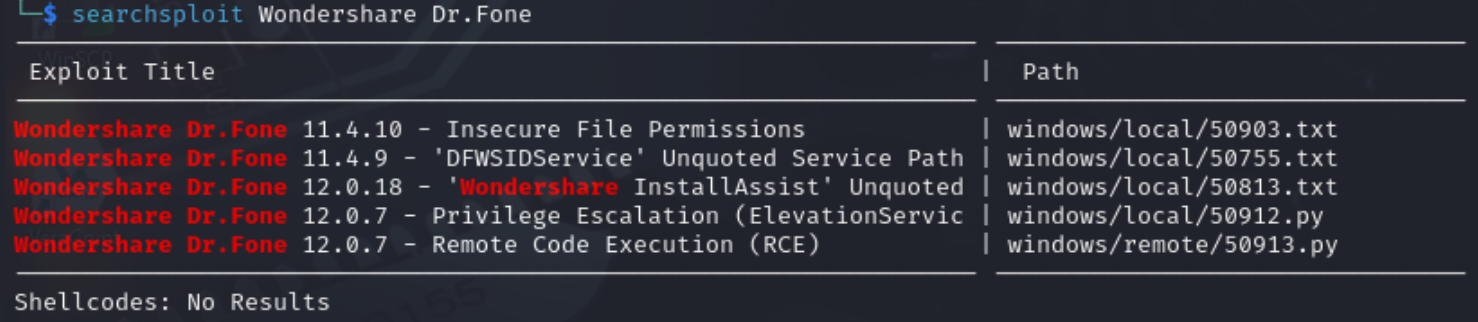 └─$ searchsploit Wondershare Dr.Fone
Exploit Title | Path
Wondershare Dr.Fone 11.4.10 - Insecure File Permissions | windows/local/50903.txt
Wondershare Dr.Fone 11.4.9 - 'DFWSIDService' Unquoted Service Path | windows/local/50755.txt
Wondershare Dr.Fone 12.0.18 - 'Wondershare InstallAssist' Unquoted | windows/local/50813.txt
Wondershare Dr.Fone 12.0.7 - Privilege Escalation (ElevationServic | windows/local/50912.py
Wondershare Dr.Fone 12.0.7 - Remote Code Execution (RCE) | windows/remote/50913.py
Shellcodes: No Results